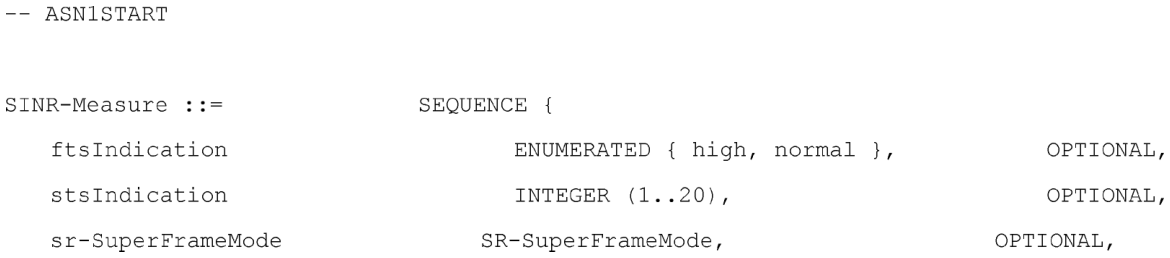 -- ASN1START
SINR-Measure ::= SEQUENCE {
ftsIndication ENUMERATED { high, normal }, OPTIONAL,
stsIndication INTEGER (1..20), OPTIONAL,
sr-SuperFrameMode SR-SuperFrameMode, OPTIONAL,